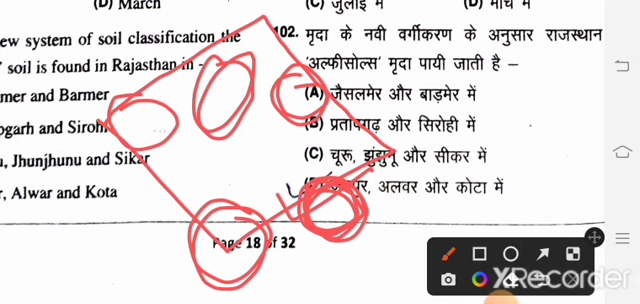 (D) March
(C) जुलाई में (D) मार्च में
ew system of soil classification the
102. मृदा के नवी वर्गीकरण के अनुसार राजस्थान
soil is found in Rajasthan in
'अल्फीसोल्स' मृदा पायी जाती है –
mer and Barmer
(A) जैसलमेर और बाड़मेर में
ogarh and Sirohi
(B) प्रतापगढ़ और सिरोही में
u, Jhunjhunu and Sikar
(C) चूरू, झुंझुनू और सीकर में
r, Alwar and Kota
अलवर और कोटा में
Page 18 of 32
XRecorder